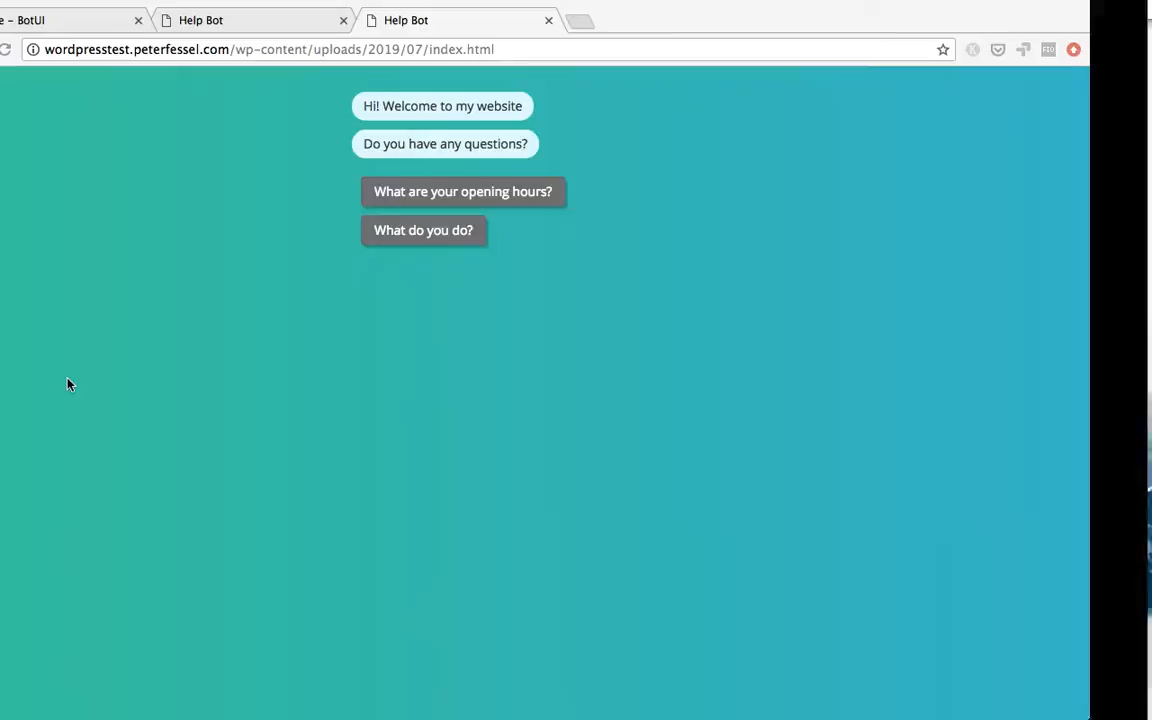 e – BotUI
Help Bot
Help Bot
wordpresstest.peterfessel.com/wp-content/uploads/2019/07/index.html
FIO
Hi! Welcome to my website
Do you have any questions?
What are your opening hours?
What do you do?